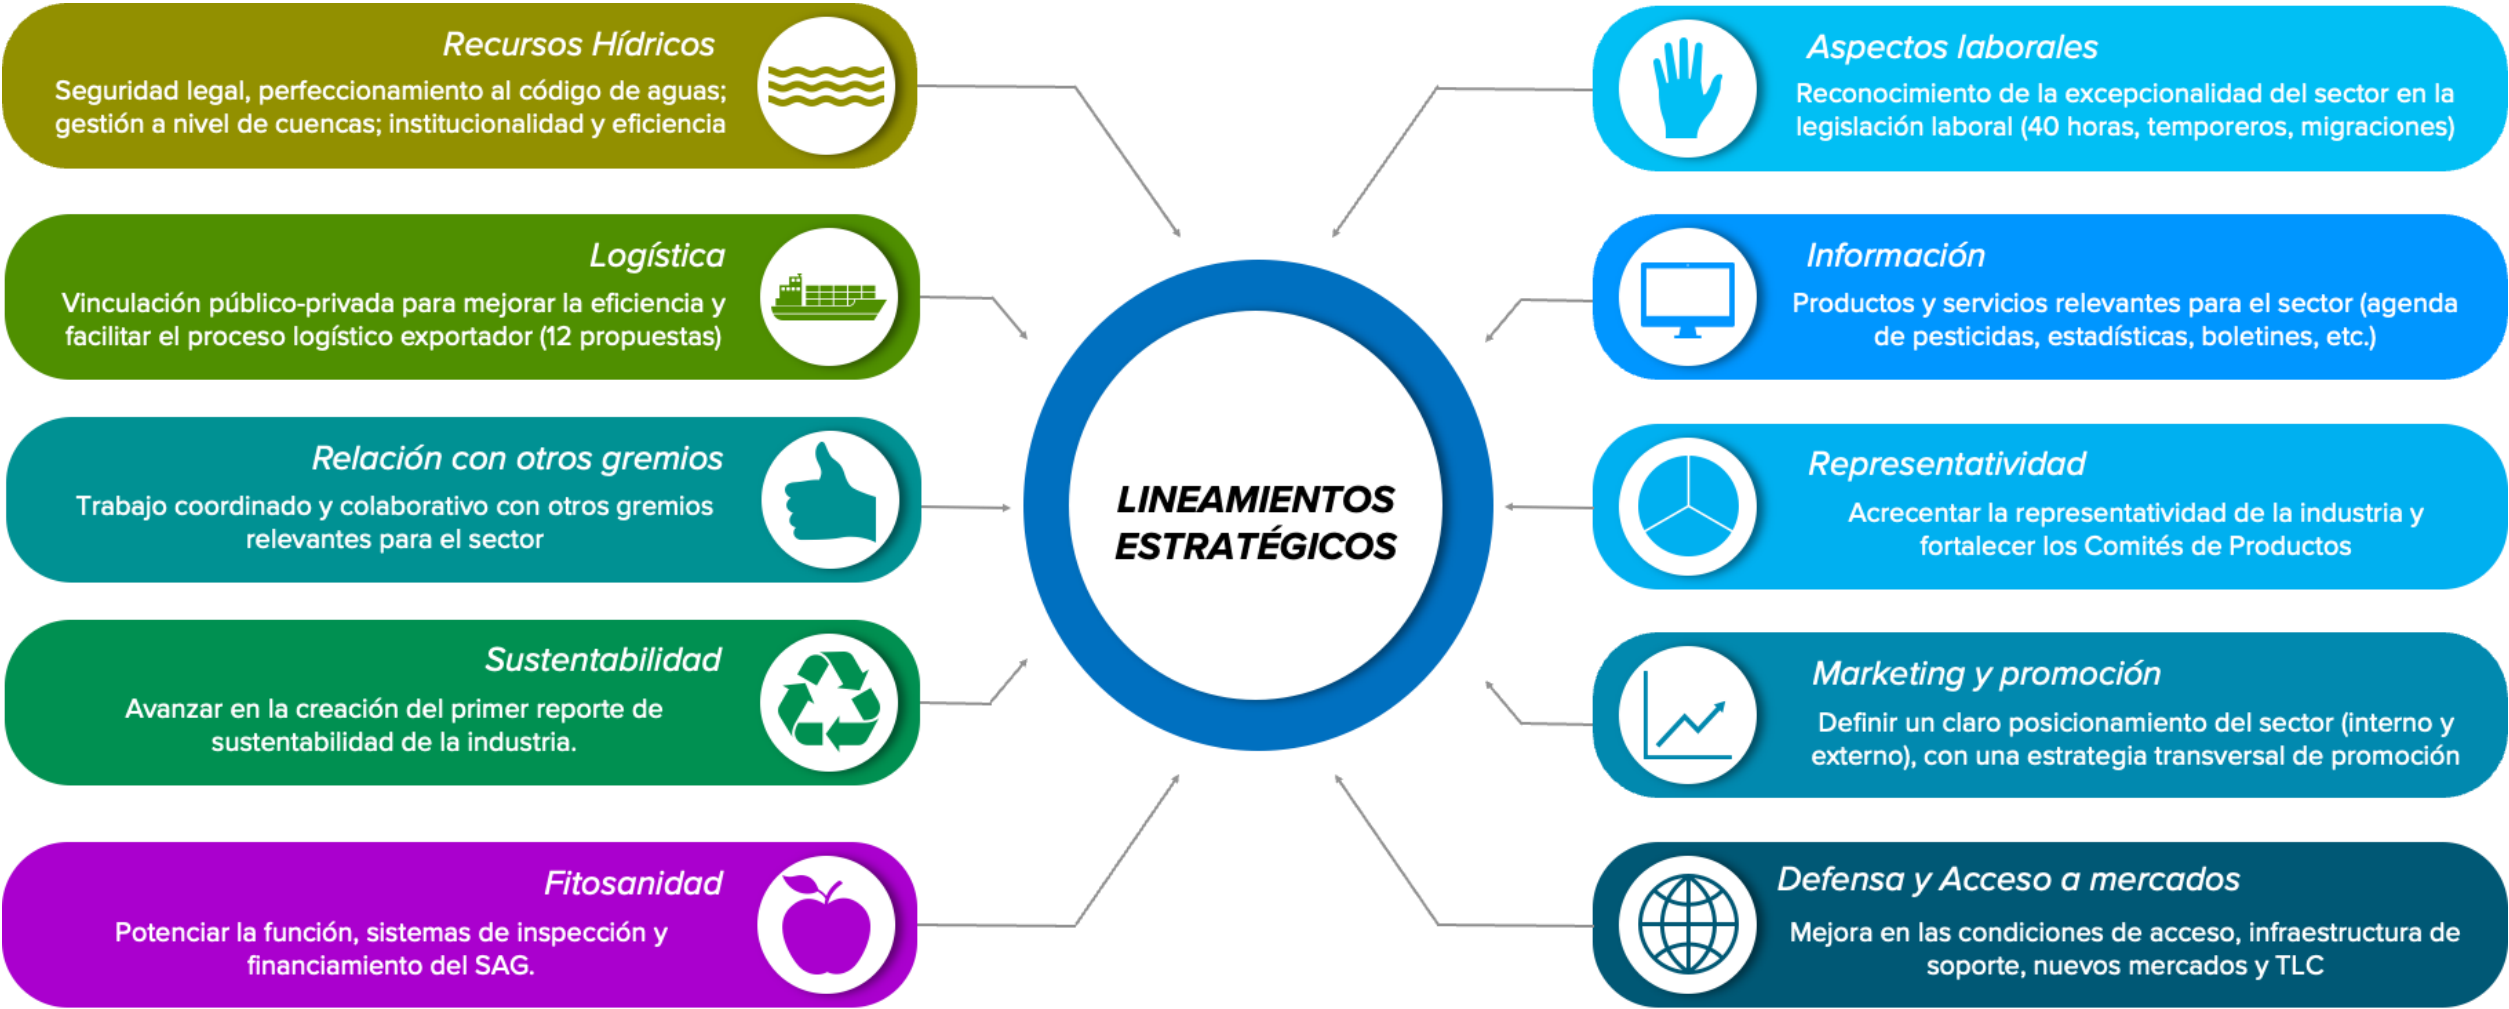 Recursos Hídricos
Seguridad legal, perfeccionamiento al código de aguas;
gestión a nivel de cuencas; institucionalidad y eficiencia
Logística
Vinculación público-privada para mejorar la eficiencia y
facilitar el proceso logístico exportador (12 propuestas)
Relación con otros gremios
Trabajo coordinado y colaborativo con otros gremios
relevantes para el sector
Sustentabilidad
Avanzar en la creación del primer reporte de
sustentabilidad de la industria.
Fitosanidad
Potenciar la función, sistemas de inspección y
financiamiento del SAG.
LINEAMIENTOS
ESTRATÉGICOS
Aspectos laborales
Reconocimiento de la excepcionalidad del sector en la
legislación laboral (40 horas, temporeros, migraciones)
Información
Productos y servicios relevantes para el sector (agenda
de pesticidas, estadísticas, boletines, etc.)
Representatividad
Acrecentar la representatividad de la industria y
fortalecer los Comités de Productos
Marketing y promoción
Definir un claro posicionamiento del sector (interno y
externo), con una estrategia transversal de promoción
Defensa y Acceso a mercados
Mejora en las condiciones de acceso, infraestructura de
soporte, nuevos mercados y TLC